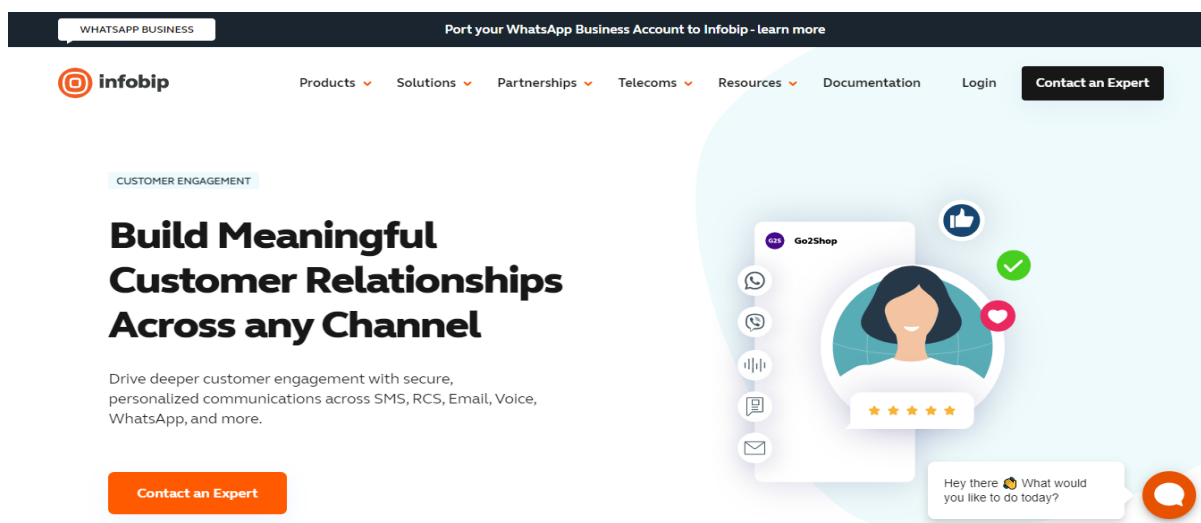 WHATSAPP BUSINESS
Port your WhatsApp Business Account to Infobip - learn more
infobip
Products
Solutions
Partnerships
Telecoms
Resources
Documentation
Login
Contact an Expert
CUSTOMER ENGAGEMENT
Build Meaningful
Customer Relationships
Across any Channel
Drive deeper customer engagement with secure,
personalized communications across SMS, RCS, Email, Voice,
WhatsApp, and more.
Contact an Expert
G2S
Go2Shop
Hey there 👏 What would
you like to do today?